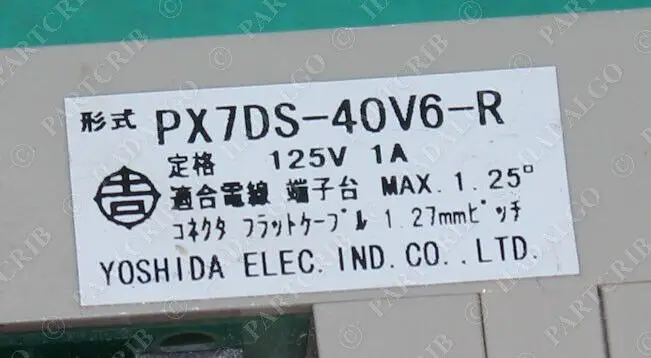 形式 PX7DS-40V6-R
定格 125V 1A
適合電線 端子台 MAX. 1.25°
ｺﾈｸﾀ ﾌﾗｯﾄｹｰﾌﾞﾙ 1.27mmﾋﾟｯﾁ
YOSHIDA ELEC. IND. CO., LTD.
PARTCRIB
© HADALGO